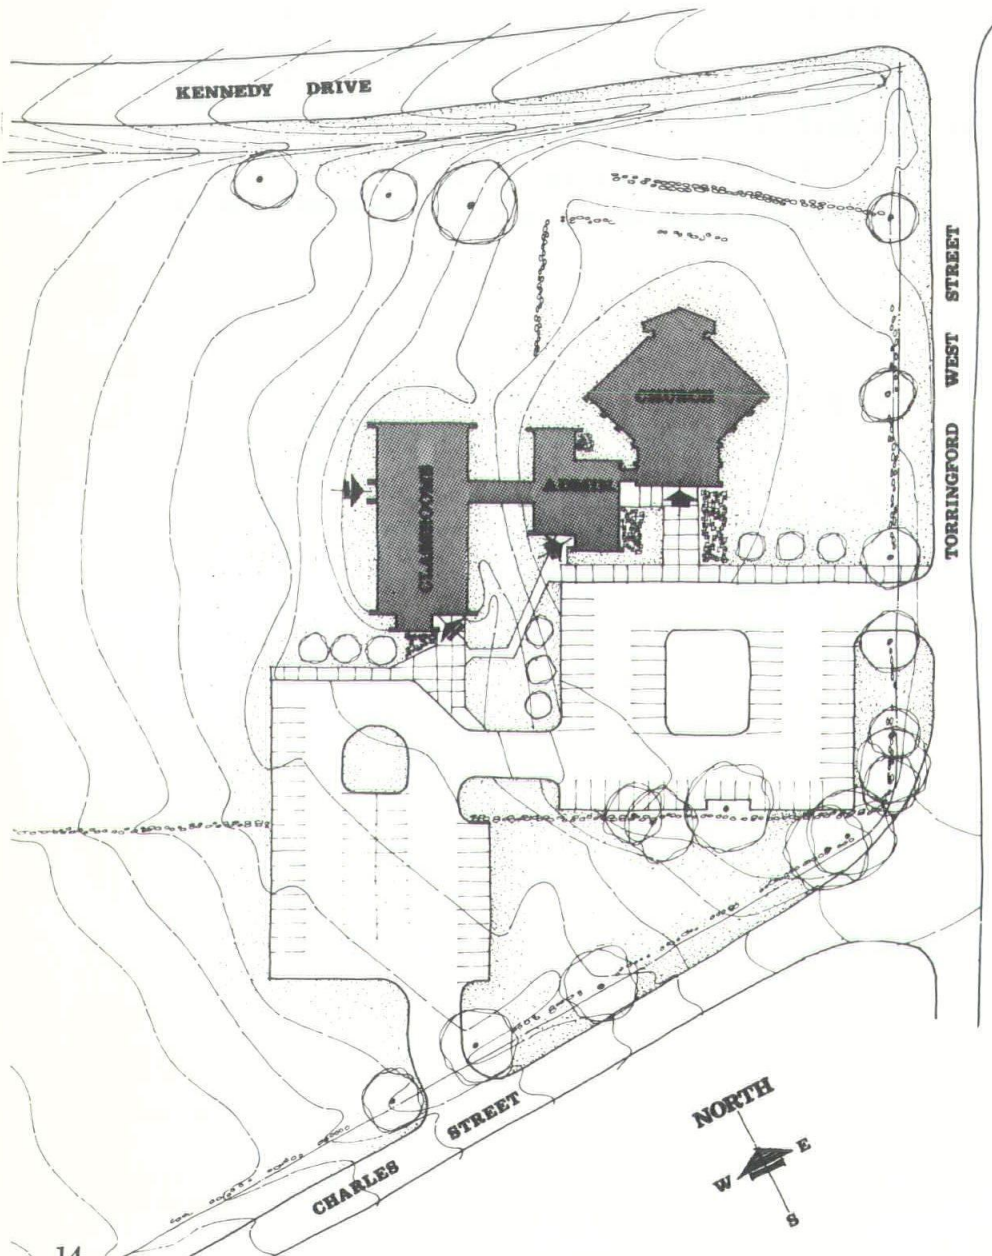 KENNEDY DRIVE
TORRINGFORD WEST STREET
CHURCH
ADMIN.
CLASSROOMS
CHARLES STREET
NORTH
E
W
S
14